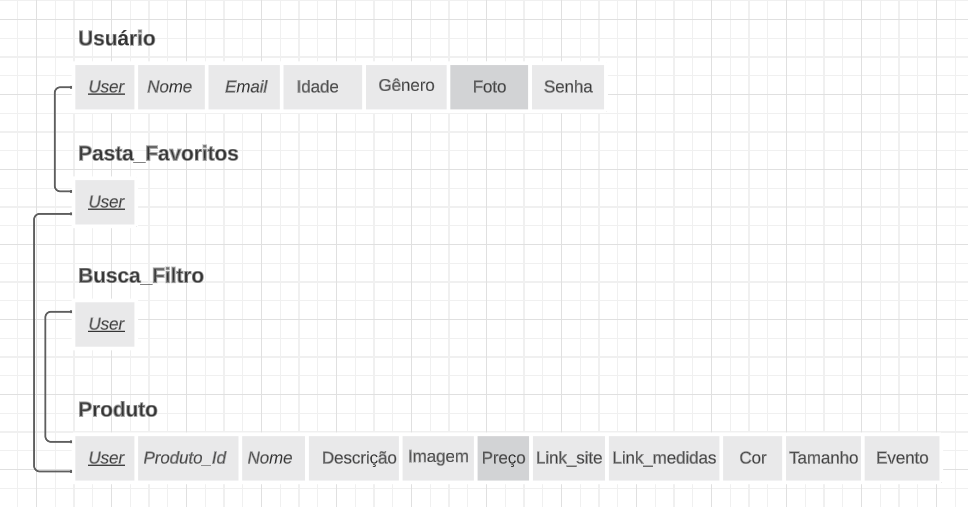 Usuário
User Nome Email Idade Gênero Foto Senha
Pasta_Favoritos
User
Busca_Filtro
User
Produto
User Produto_Id Nome Descrição Imagem Preço Link_site Link_medidas Cor Tamanho Evento